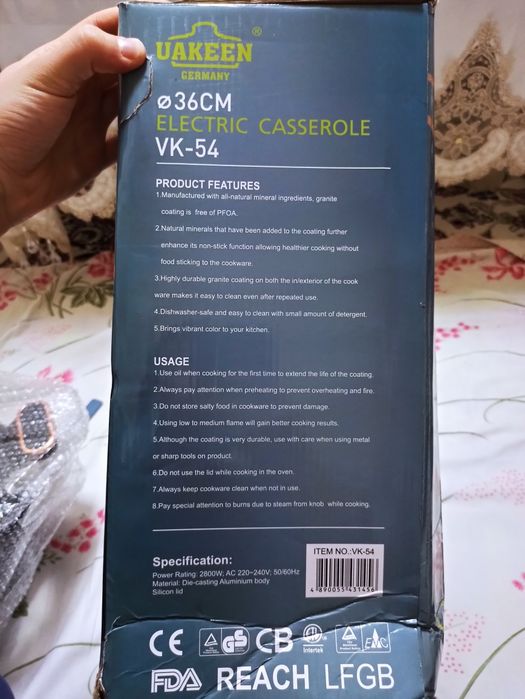 UAKEEN ®
GERMANY
⌀36CM
ELECTRIC CASSEROLE
VK-54
PRODUCT FEATURES
1.Manufactured with all-natural mineral ingredients, granite
coating is free of PFOA.
2.Natural minerals that have been added to the coating further
enhance its non-stick function allowing healthier cooking without
food sticking to the cookware.
3.Highly durable granite coating on both the in/exterior of the cook
ware makes it easy to clean even after repeated use.
4.Dishwasher-safe and easy to clean with small amount of detergent.
5.Brings vibrant color to your kitchen.
USAGE
1.Use oil when cooking for the first time to extend the life of the coating.
2.Always pay attention when preheating to prevent overheating and fire.
3.Do not store salty food in cookware to prevent damage.
4.Using low to medium flame will gain better cooking results.
5.Although the coating is very durable, use with care when using metal
or sharp tools on product.
6.Do not use the lid while cooking in the oven.
7.Always keep cookware clean when not in use.
8.Pay special attention to burns due to steam from knob while cooking.
Specification:
Power Rating: 2800W; AC 220~240V; 50/60Hz
Material: Die-casting Aluminium body
Silicon lid
ITEM NO.:VK-54
4 890055 431456
CE GS CB Intertek EMC
FDA REACH LFGB